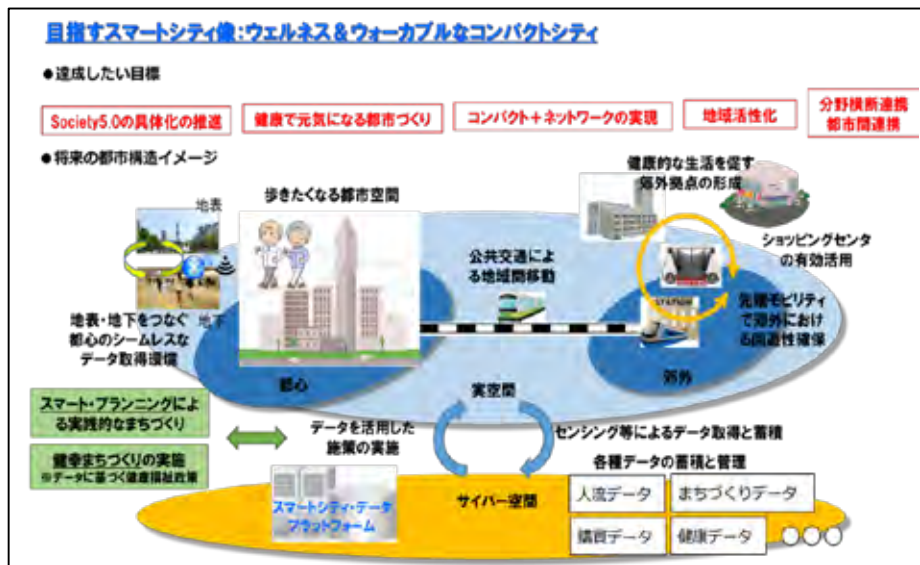 目指すスマートシティ像：ウェルネス＆ウォーカブルなコンパクトシティ
●達成したい目標
Society5.0の具体化の推進
健康で元気になる都市づくり
コンパクト＋ネットワークの実現
地域活性化
分野横断連携
都市間連携
●将来の都市構造イメージ
歩きたくなる都市空間
健康的な生活を促す
郊外拠点の形成
地表
ショッピングセンタ
の有効活用
公共交通によ
る地域間移動
STATION
先端モビリティ
で郊外におけ
る回遊性確保
地下
地表・地下をつなぐ
都心のシームレスな
データ取得環境
都心
実空間
郊外
スマート・プランニングによ
る実践的なまちづくり
データを活用した
施策の実施
センシング等によるデータ取得と蓄積
健幸まちづくりの実施
※データに基づく健康福祉政策
各種データの蓄積と管理
スマートシティ・データ
プラットフォーム
サイバー空間
人流データ
まちづくりデータ
購買データ
健康データ
○○○